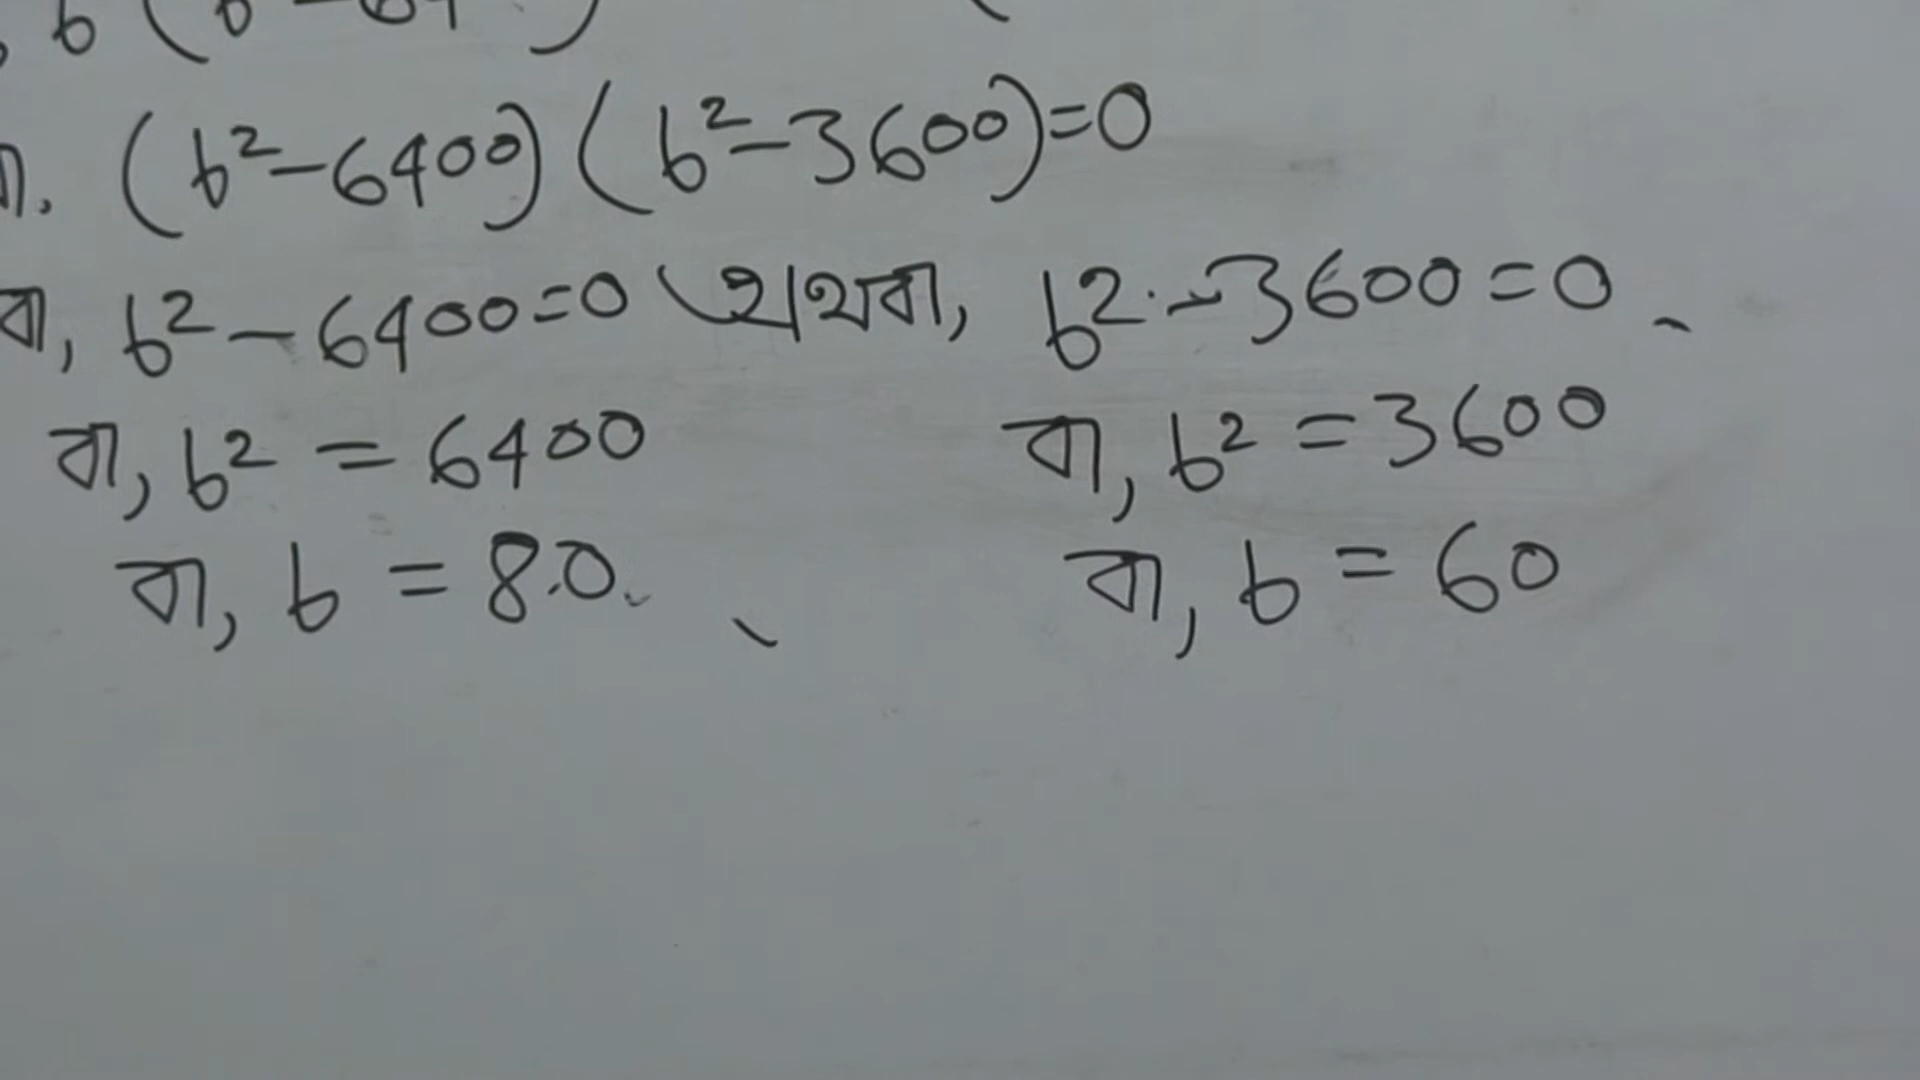 (b²-6400) (b²-3600)=0
বা, b²-6400=0 অথবা, b²-3600=0
বা, b² = 6400 বা, b² = 3600
বা, b = 80 বা, b = 60